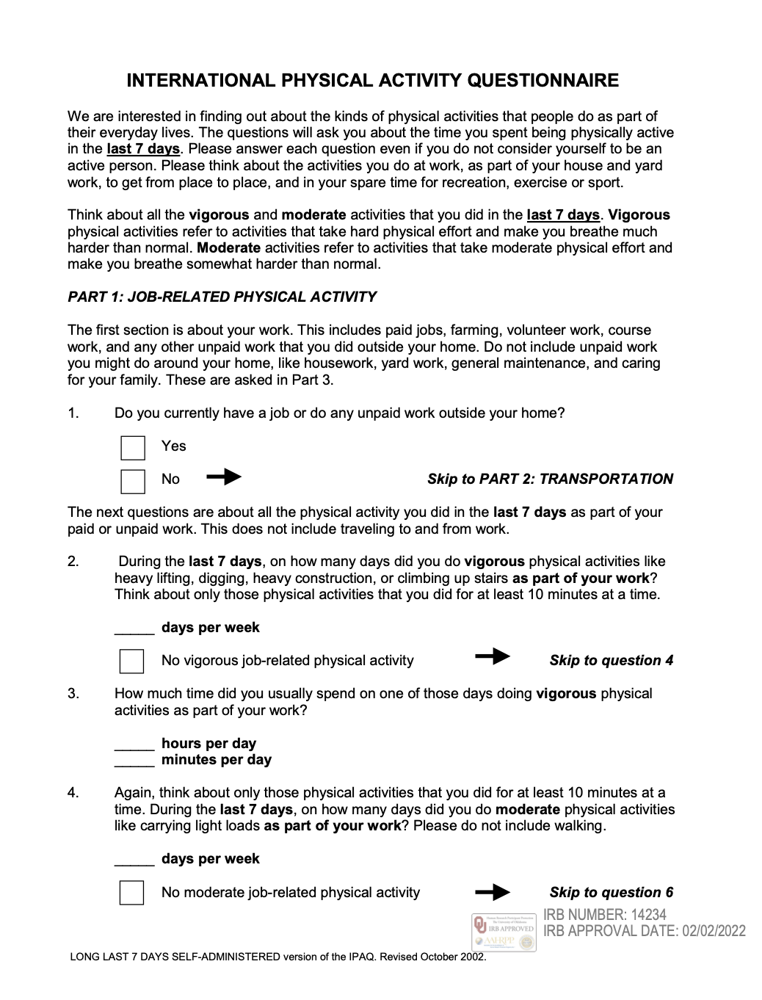 INTERNATIONAL PHYSICAL ACTIVITY QUESTIONNAIRE
We are interested in finding out about the kinds of physical activities that people do as part of
their everyday lives. The questions will ask you about the time you spent being physically active
in the last 7 days. Please answer each question even if you do not consider yourself to be an
active person. Please think about the activities you do at work, as part of your house and yard
work, to get from place to place, and in your spare time for recreation, exercise or sport.
Think about all the vigorous and moderate activities that you did in the last 7 days. Vigorous
physical activities refer to activities that take hard physical effort and make you breathe much
harder than normal. Moderate activities refer to activities that take moderate physical effort and
make you breathe somewhat harder than normal.
PART 1: JOB-RELATED PHYSICAL ACTIVITY
The first section is about your work. This includes paid jobs, farming, volunteer work, course
work, and any other unpaid work that you did outside your home. Do not include unpaid work
you might do around your home, like housework, yard work, general maintenance, and caring
for your family. These are asked in Part 3.
1. Do you currently have a job or do any unpaid work outside your home?
Yes
No Skip to PART 2: TRANSPORTATION
The next questions are about all the physical activity you did in the last 7 days as part of your
paid or unpaid work. This does not include traveling to and from work.
2. During the last 7 days, on how many days did you do vigorous physical activities like
heavy lifting, digging, heavy construction, or climbing up stairs as part of your work?
Think about only those physical activities that you did for at least 10 minutes at a time.
_____ days per week
No vigorous job-related physical activity Skip to question 4
3. How much time did you usually spend on one of those days doing vigorous physical
activities as part of your work?
_____ hours per day
_____ minutes per day
4. Again, think about only those physical activities that you did for at least 10 minutes at a
time. During the last 7 days, on how many days did you do moderate physical activities
like carrying light loads as part of your work? Please do not include walking.
_____ days per week
No moderate job-related physical activity Skip to question 6
Human Research Participant Protection
The University of Oklahoma
IRB APPROVED
AAHRPP
IRB NUMBER: 14234
IRB APPROVAL DATE: 02/02/2022
LONG LAST 7 DAYS SELF-ADMINISTERED version of the IPAQ. Revised October 2002.